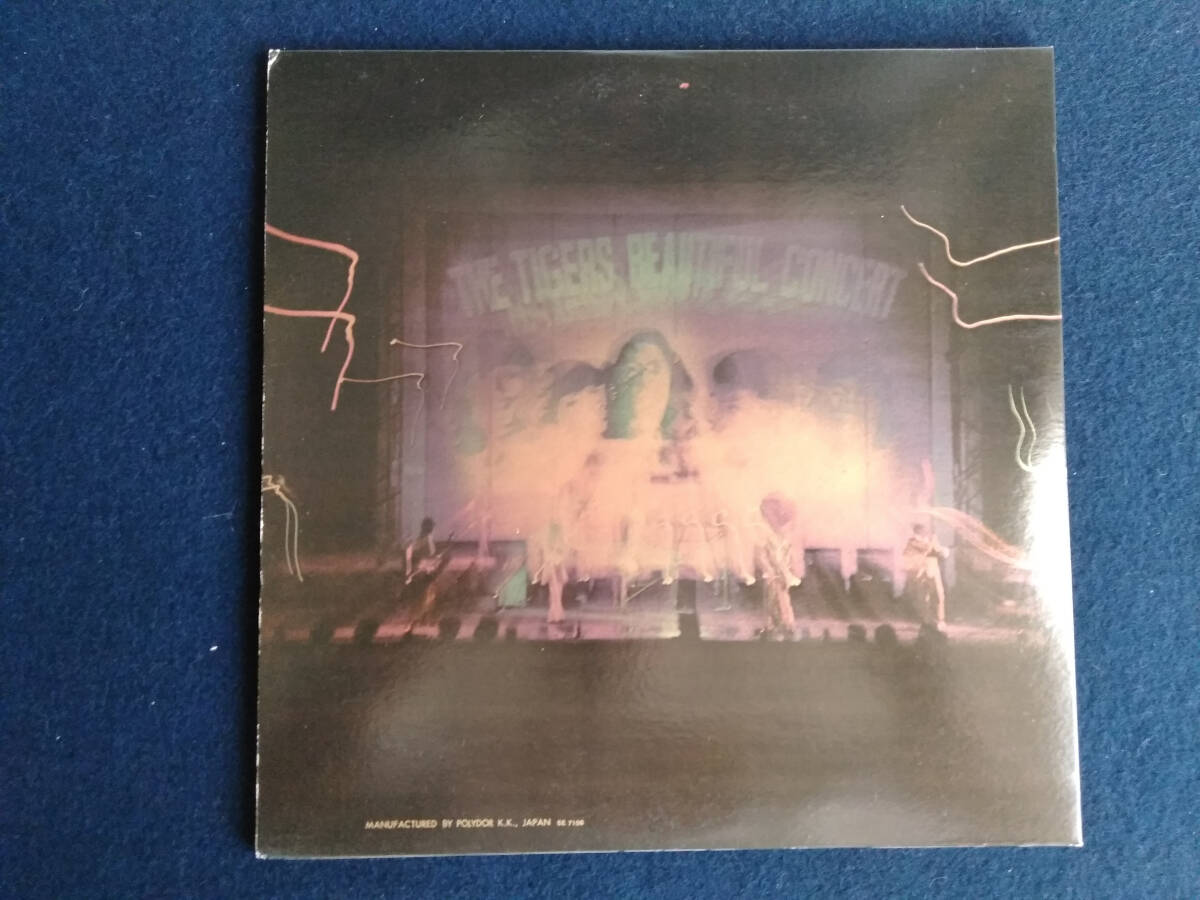 THE TIGERS BEAUTIFUL CONCERT
MANUFACTURED BY POLYDOR K.K., JAPAN